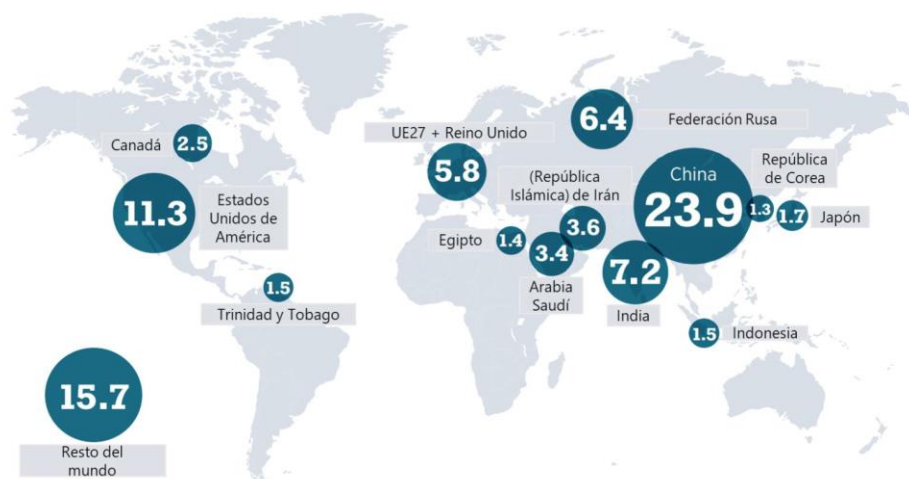 Canadá
2.5
11.3
Estados
Unidos de
América
1.5
Trinidad y Tobago
15.7
Resto del
mundo
UE27 + Reino Unido
5.8
6.4
Federación Rusa
(República
Islámica) de Irán
3.6
Egipto
1.4
3.4
Arabia
Saudí
China
23.9
República
de Corea
1.3
1.7
Japón
7.2
India
1.5
Indonesia